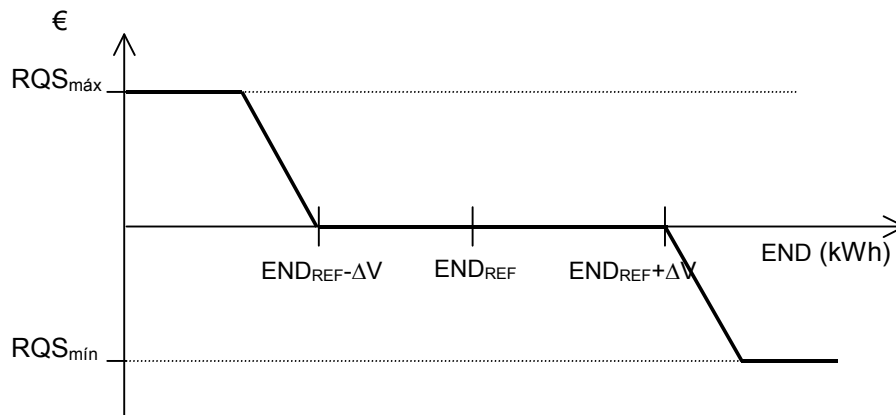 €
RQSmáx
END (kWh)
ENDREF-ΔV
ENDREF
ENDREF+ΔV
RQSmín